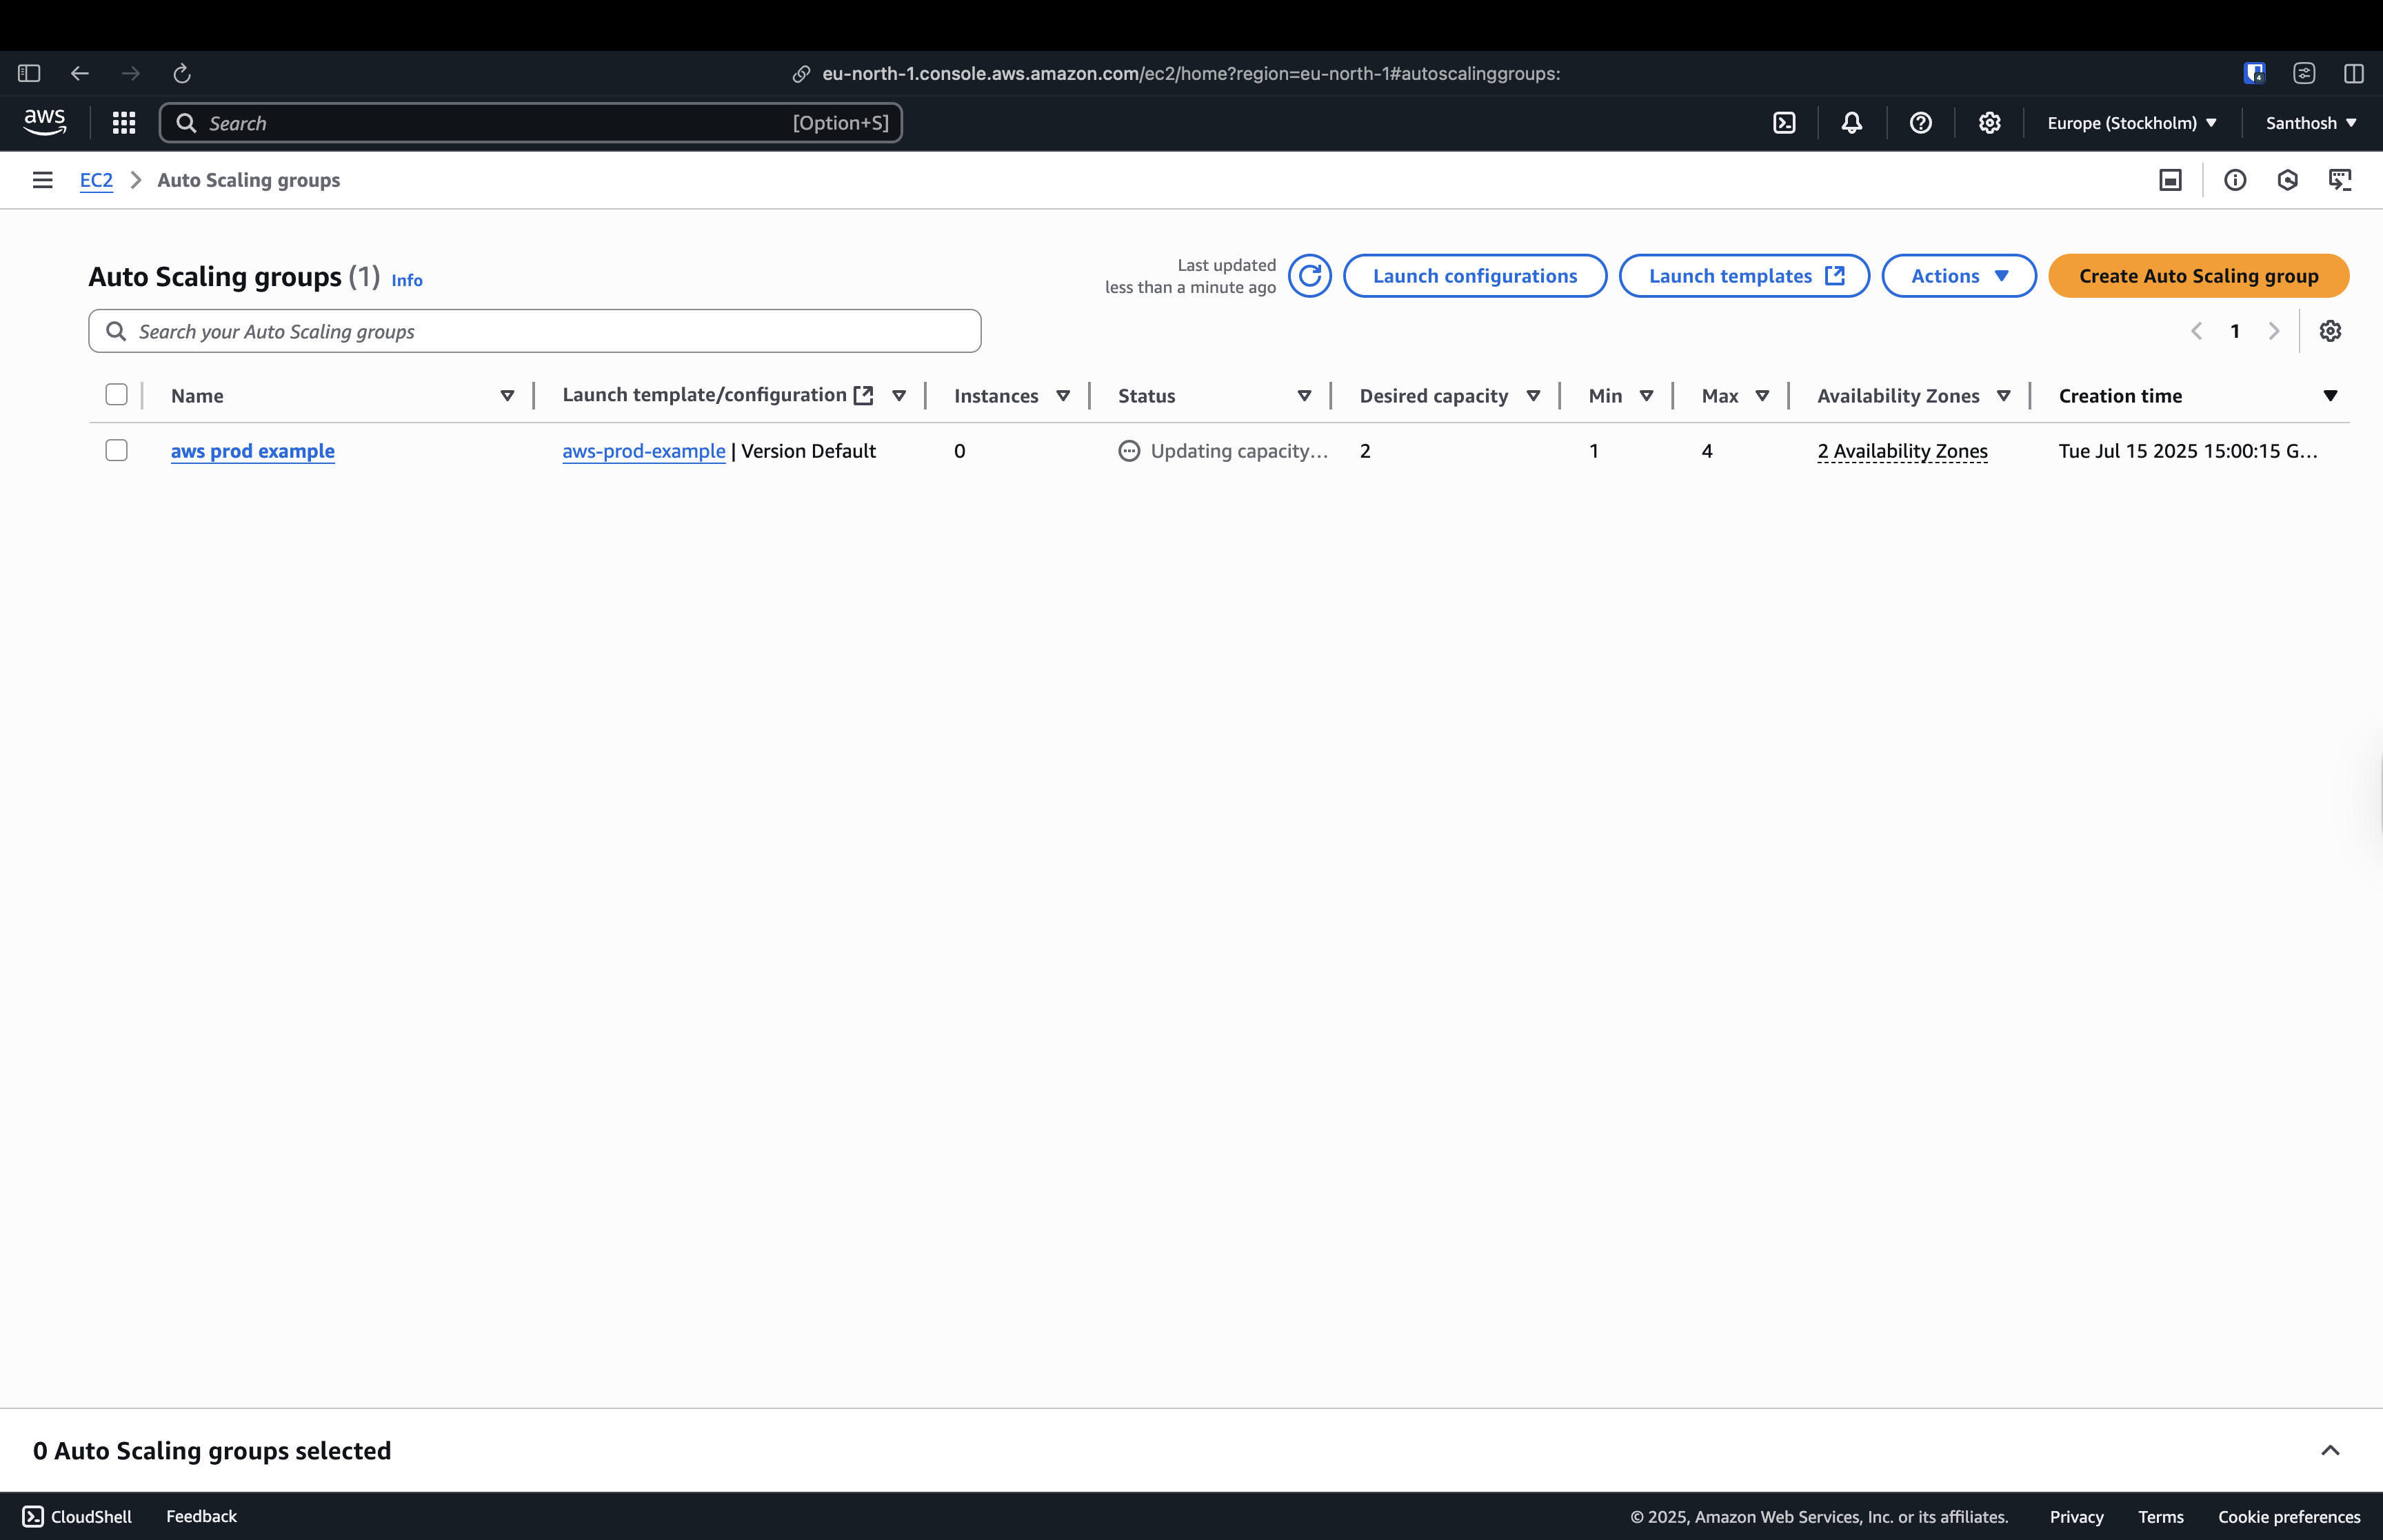 eu-north-1.console.aws.amazon.com/ec2/home?region=eu-north-1#autoscalinggroups:
aws Search [Option+S] Europe (Stockholm) Santhosh
EC2 Auto Scaling groups
Auto Scaling groups (1) Info
Last updated
less than a minute ago
Launch configurations Launch templates Actions Create Auto Scaling group
Search your Auto Scaling groups 1
Name Launch template/configuration Instances Status Desired capacity Min Max Availability Zones Creation time
aws prod example aws-prod-example | Version Default 0 Updating capacity... 2 1 4 2 Availability Zones Tue Jul 15 2025 15:00:15 G...
0 Auto Scaling groups selected
CloudShell Feedback © 2025, Amazon Web Services, Inc. or its affiliates. Privacy Terms Cookie preferences